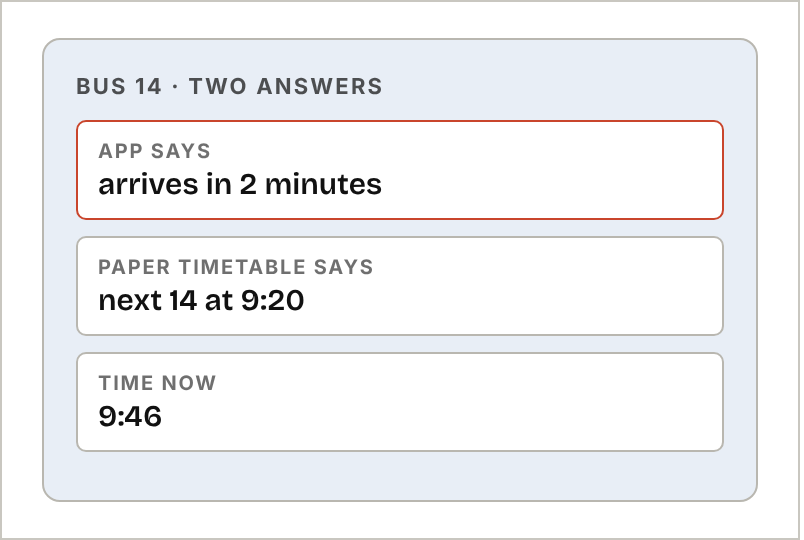 BUS 14 · TWO ANSWERS
APP SAYS
arrives in 2 minutes
PAPER TIMETABLE SAYS
next 14 at 9:20
TIME NOW
9:46